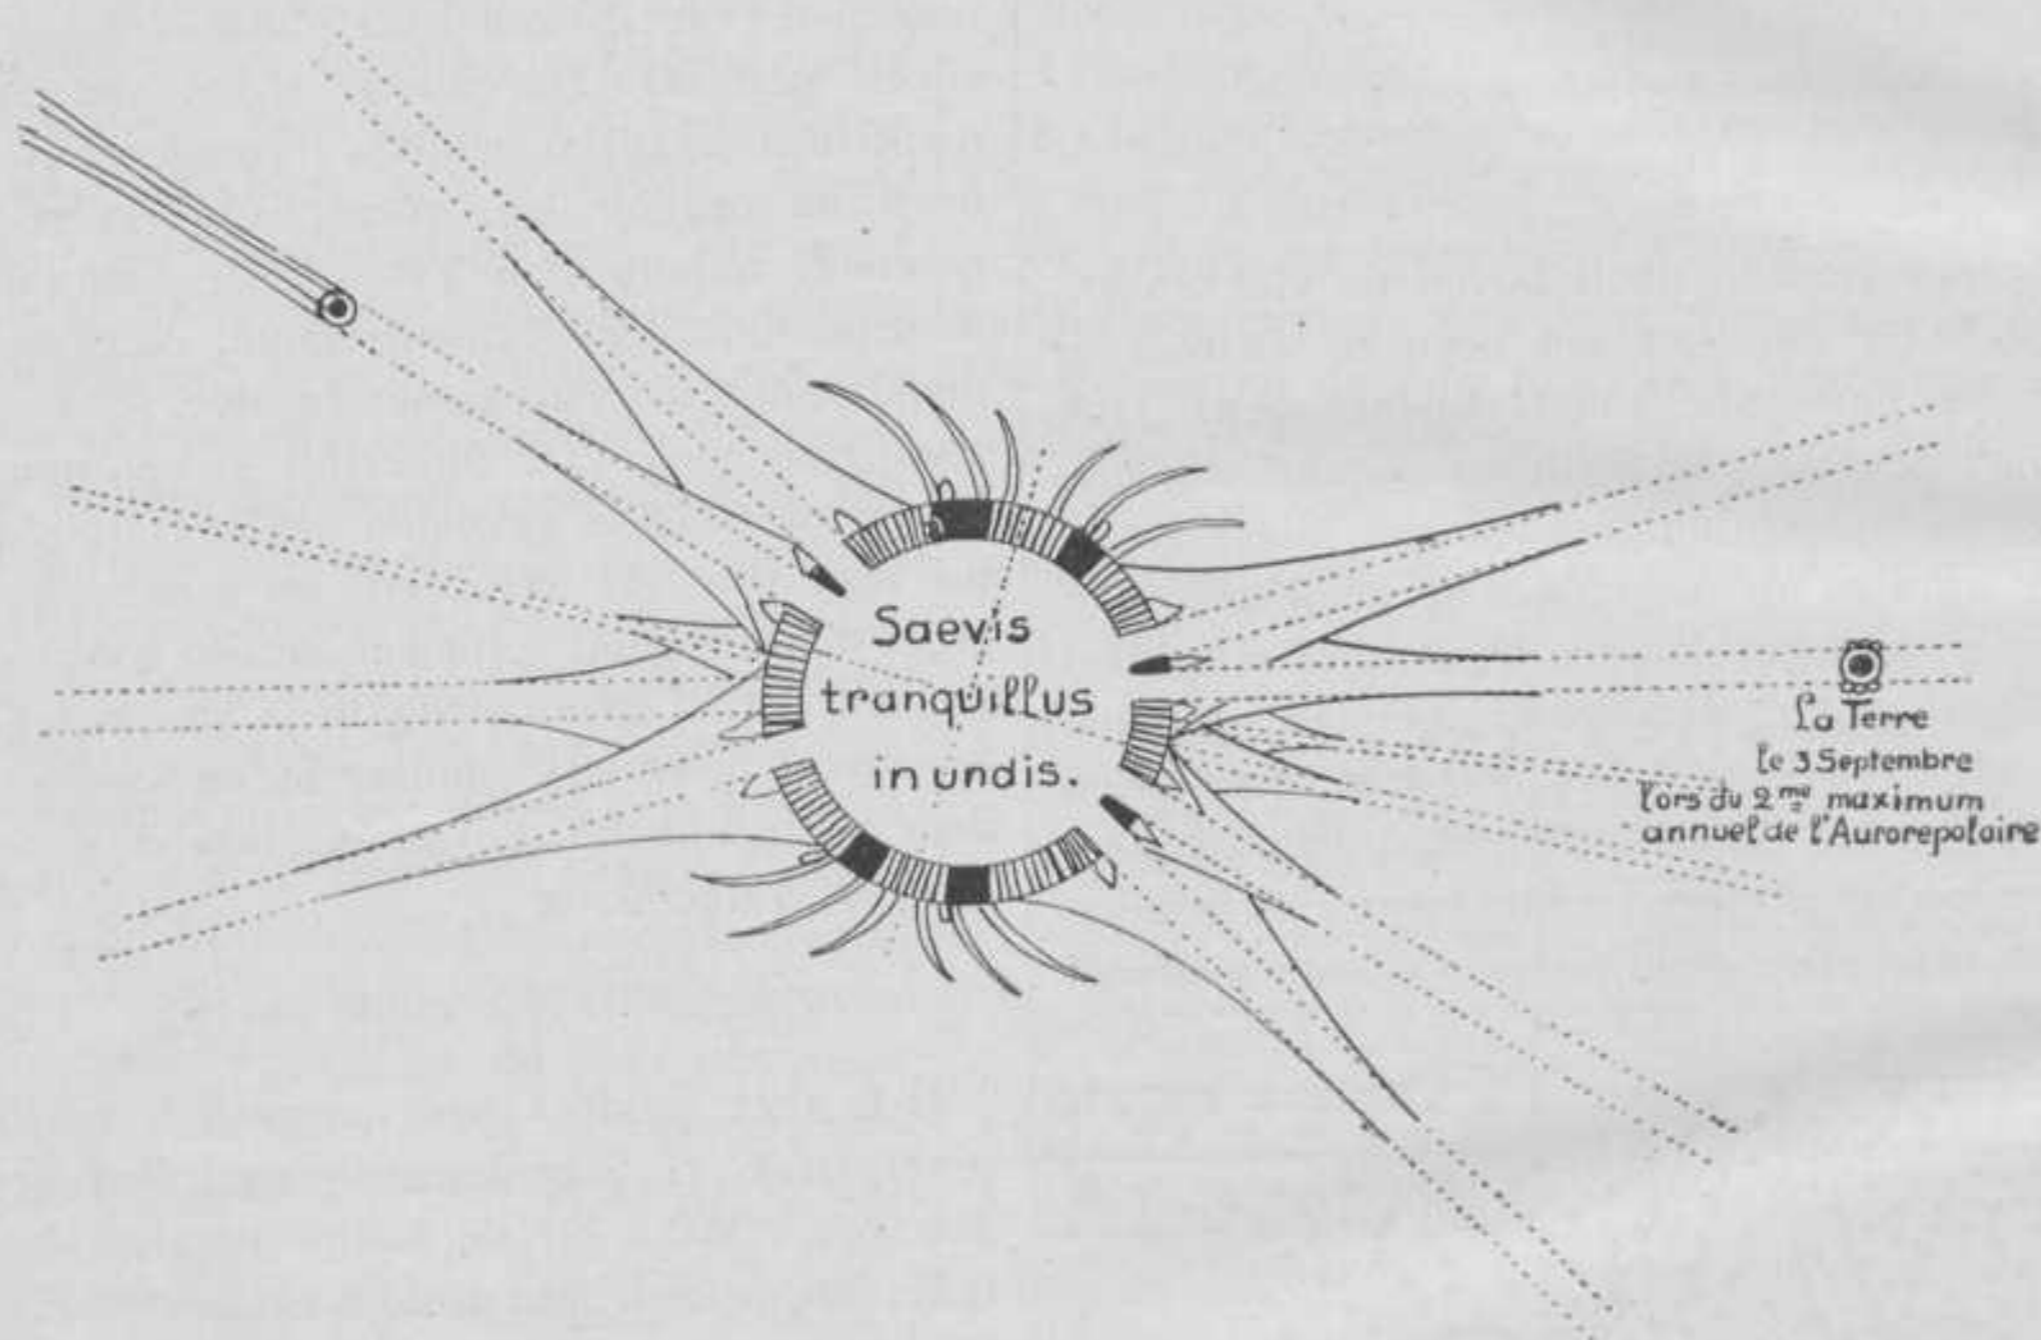 Saevis
tranquillus
in undis.
La Terre
le 3 Septembre
lors du 2me maximum
annuel de l'Aurorepolaire